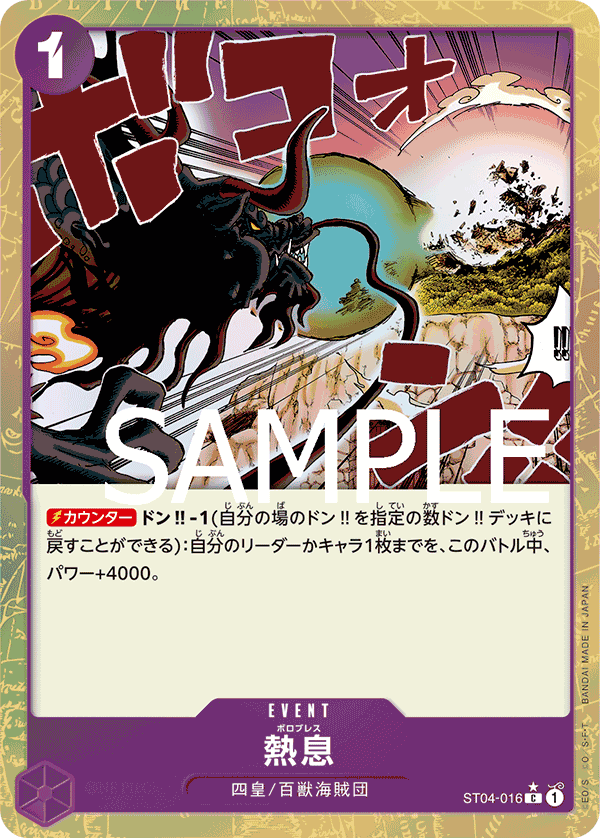 1
ボゴォ
ン
!!
SAMPLE
カウンター ドン!!-1(自分の場のドン!!を指定の数ドン!!デッキに
戻すことができる):自分のリーダーかキャラ1枚までを、このバトル中、
パワー+4000。
EVENT
ボロブレス
熱息
四皇/百獣海賊団
ST04-016 C 1
BANDAI MADE IN JAPAN